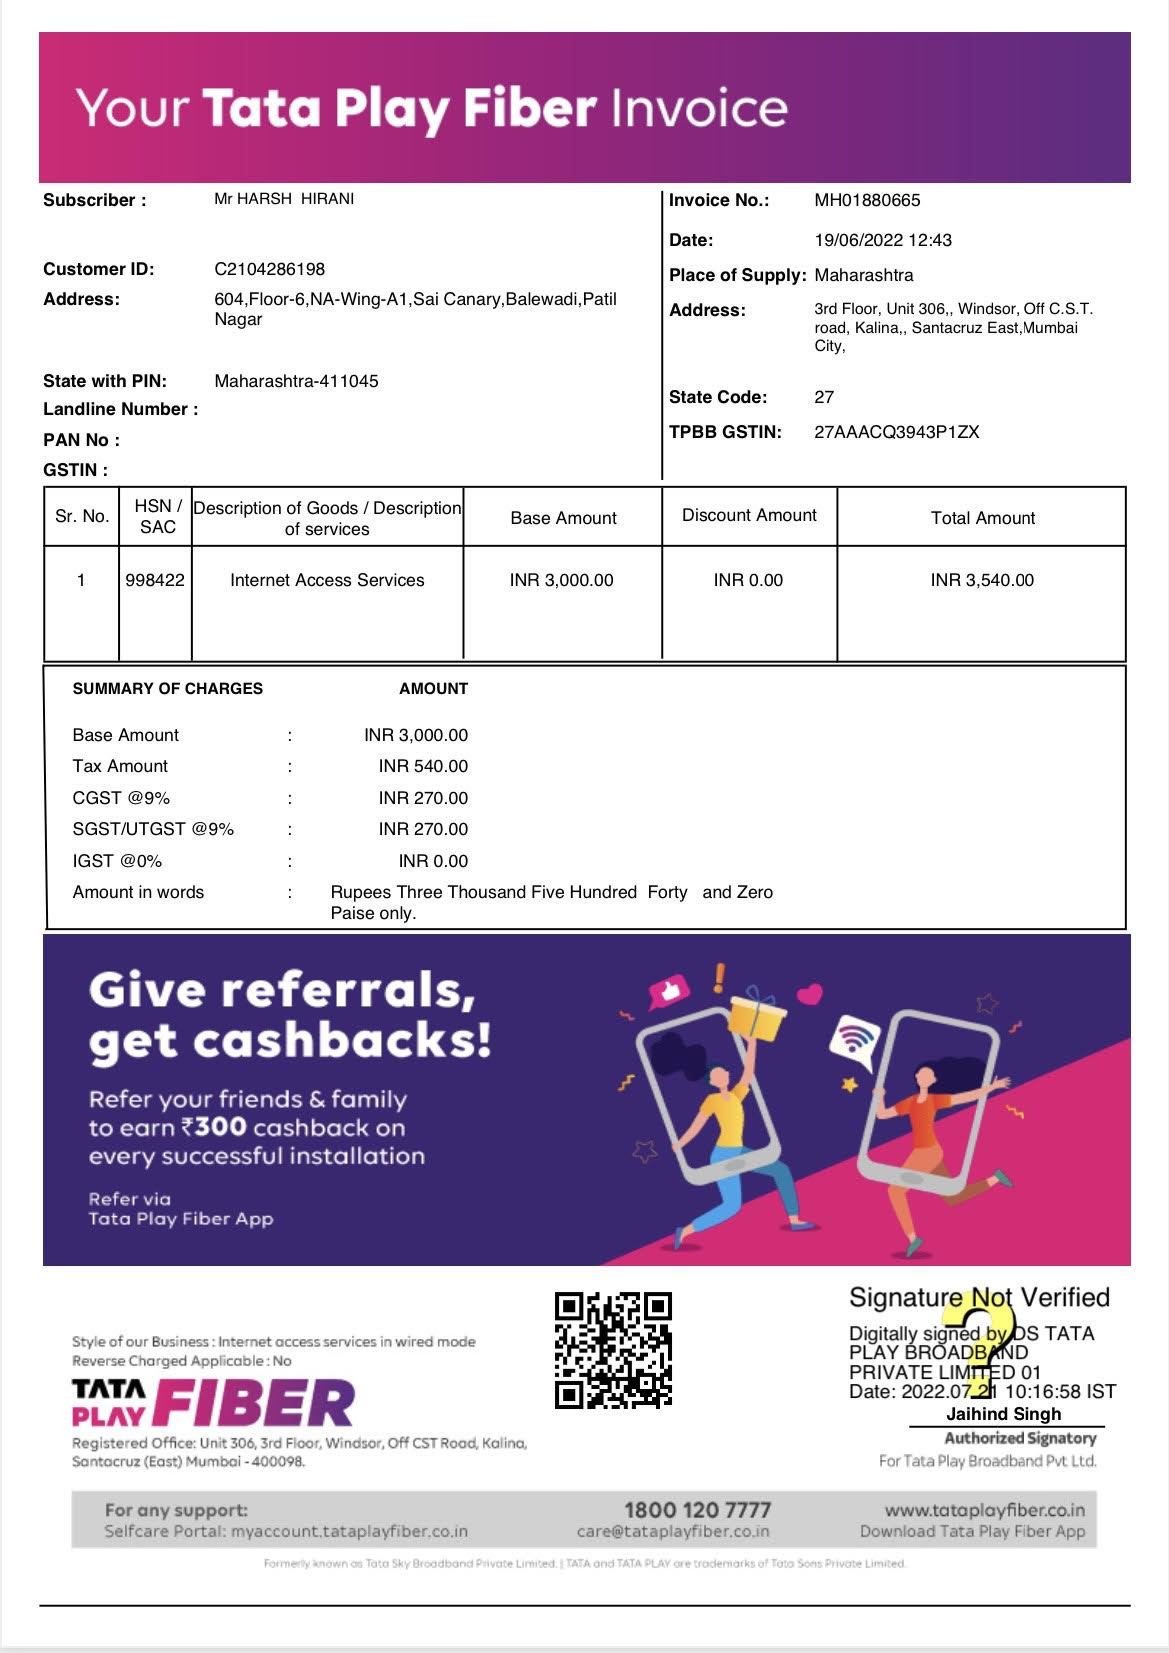 Your Tata Play Fiber Invoice
Subscriber : Mr HARSH  HIRANI
Customer ID: C2104286198
Address: 604,Floor-6,NA-Wing-A1,Sai Canary,Balewadi,Patil
Nagar
State with PIN: Maharashtra-411045
Landline Number :
PAN No :
GSTIN :
Invoice No.: MH01880665
Date: 19/06/2022 12:43
Place of Supply: Maharashtra
Address: 3rd Floor, Unit 306,, Windsor, Off C.S.T.
road, Kalina,, Santacruz East,Mumbai
City,
State Code: 27
TPBB GSTIN: 27AAACQ3943P1ZX
Sr. No. HSN / SAC Description of Goods / Description of services Base Amount Discount Amount Total Amount
1 998422 Internet Access Services INR 3,000.00 INR 0.00 INR 3,540.00
SUMMARY OF CHARGES AMOUNT
Base Amount : INR 3,000.00
Tax Amount : INR 540.00
CGST @9% : INR 270.00
SGST/UTGST @9% : INR 270.00
IGST @0% : INR 0.00
Amount in words : Rupees Three Thousand Five Hundred  Forty   and Zero
Paise only.
Give referrals,
get cashbacks!
Refer your friends & family
to earn ₹300 cashback on
every successful installation
Refer via
Tata Play Fiber App
Style of our Business : Internet access services in wired mode
Reverse Charged Applicable : No
TATA PLAY FIBER
Registered Office: Unit 306, 3rd Floor, Windsor, Off CST Road, Kalina,
Santacruz (East) Mumbai - 400098.
Signature Not Verified
Digitally signed by DS TATA
PLAY BROADBAND
PRIVATE LIMITED 01
Date: 2022.07.21 10:16:58 IST
Jaihind Singh
Authorized Signatory
For Tata Play Broadband Pvt Ltd.
For any support: 1800 120 7777 www.tataplayfiber.co.in
Selfcare Portal: myaccount.tataplayfiber.co.in care@tataplayfiber.co.in Download Tata Play Fiber App
Formerly known as Tata Sky Broadband Private Limited. | TATA and TATA PLAY are trademarks of Tata Sons Private Limited.